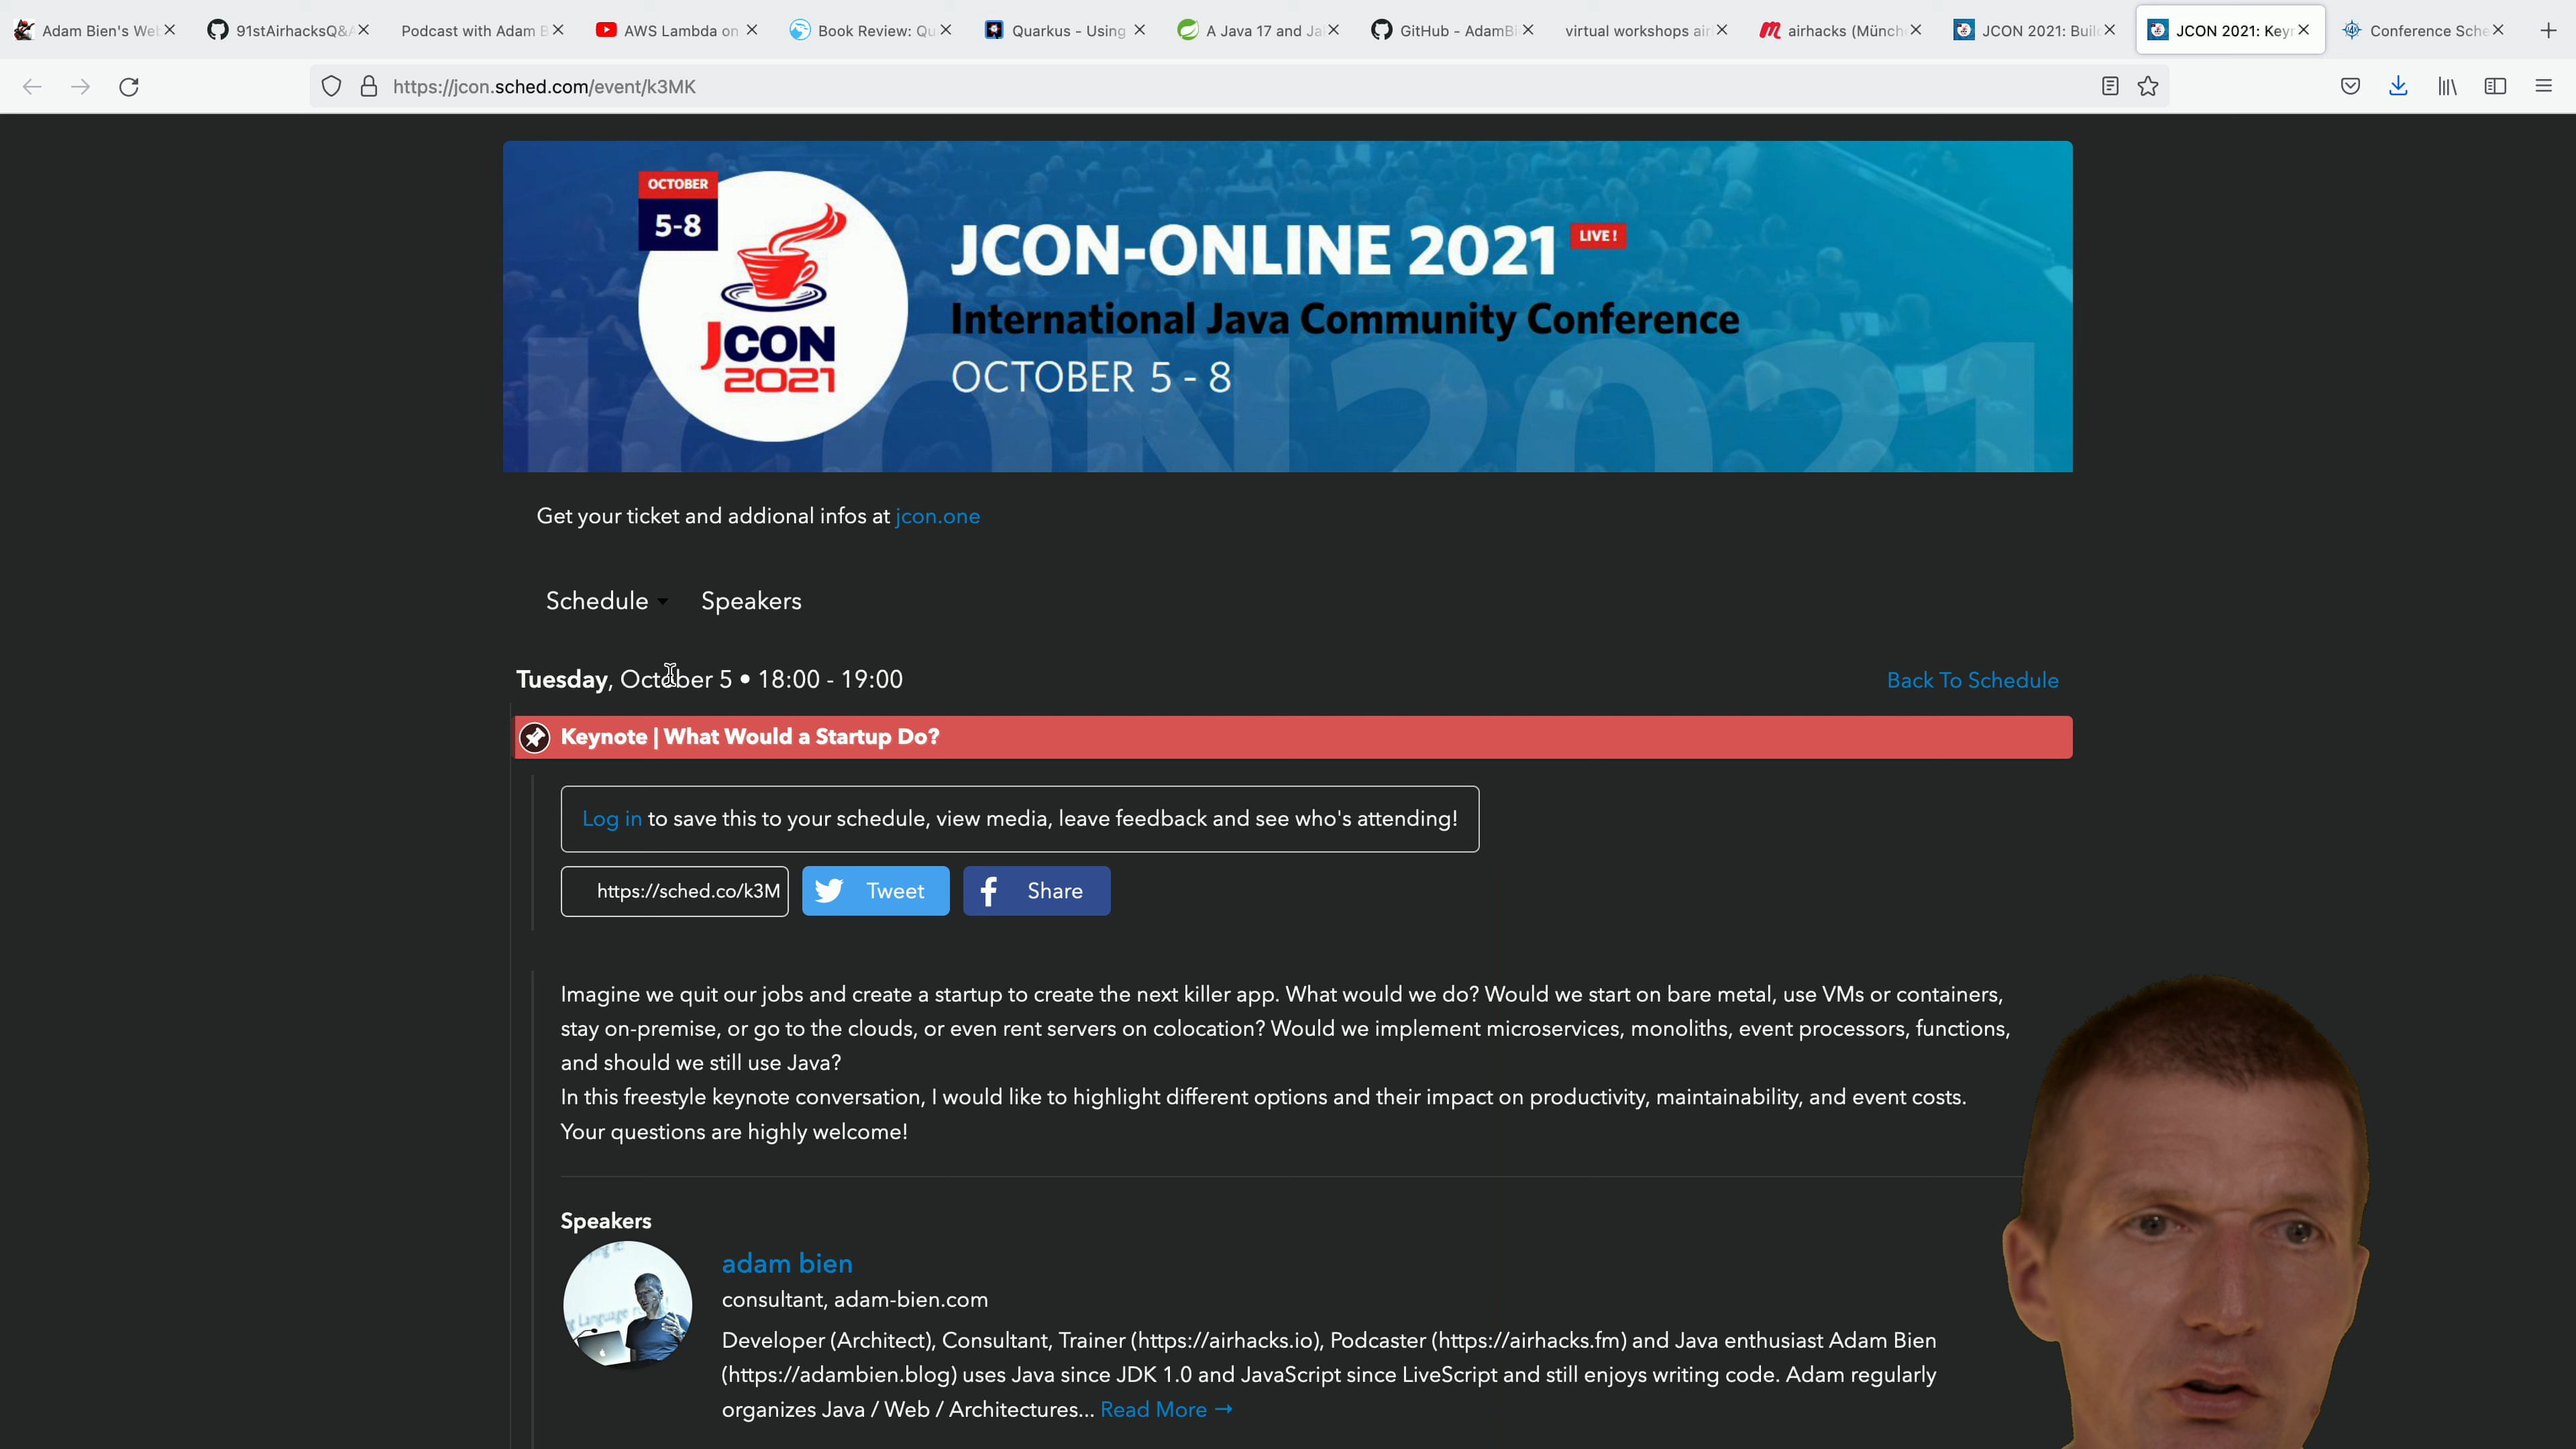 Adam Bien's We
91stAirhacksQ&A
Podcast with Adam B
AWS Lambda on
Book Review: Qu
Quarkus - Using
A Java 17 and Ja
GitHub - AdamBi
virtual workshops air
airhacks (Münch
JCON 2021: Buil
JCON 2021: Keyn
Conference Sche
https://jcon.sched.com/event/k3MK
OCTOBER
5-8
JCON
2021
JCON-ONLINE 2021 LIVE!
International Java Community Conference
OCTOBER 5 - 8
Get your ticket and addional infos at jcon.one
Schedule Speakers
Tuesday, October 5 • 18:00 - 19:00
Back To Schedule
Keynote | What Would a Startup Do?
Log in to save this to your schedule, view media, leave feedback and see who's attending!
https://sched.co/k3M
Tweet
Share
Imagine we quit our jobs and create a startup to create the next killer app. What would we do? Would we start on bare metal, use VMs or containers,
stay on-premise, or go to the clouds, or even rent servers on colocation? Would we implement microservices, monoliths, event processors, functions,
and should we still use Java?
In this freestyle keynote conversation, I would like to highlight different options and their impact on productivity, maintainability, and event costs.
Your questions are highly welcome!
Speakers
adam bien
consultant, adam-bien.com
Developer (Architect), Consultant, Trainer (https://airhacks.io), Podcaster (https://airhacks.fm) and Java enthusiast Adam Bien
(https://adambien.blog) uses Java since JDK 1.0 and JavaScript since LiveScript and still enjoys writing code. Adam regularly
organizes Java / Web / Architectures... Read More →